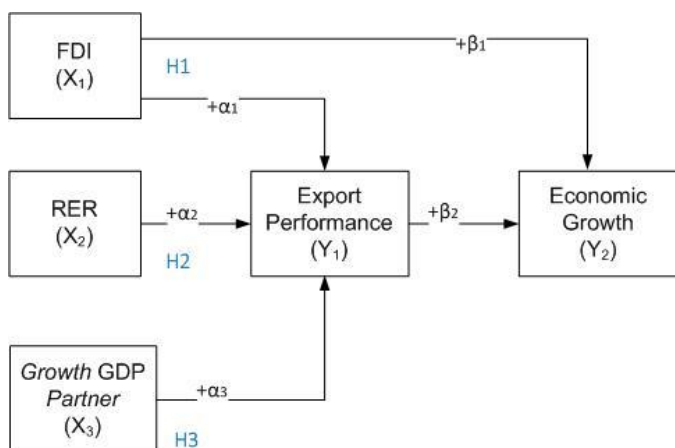 FDI
(X₁)
H1
+β₁
+α₁
RER
(X₂)
+α₂
H2
Export
Performance
(Y₁)
+β₂
Economic
Growth
(Y₂)
Growth GDP
Partner
(X₃)
+α₃
H3